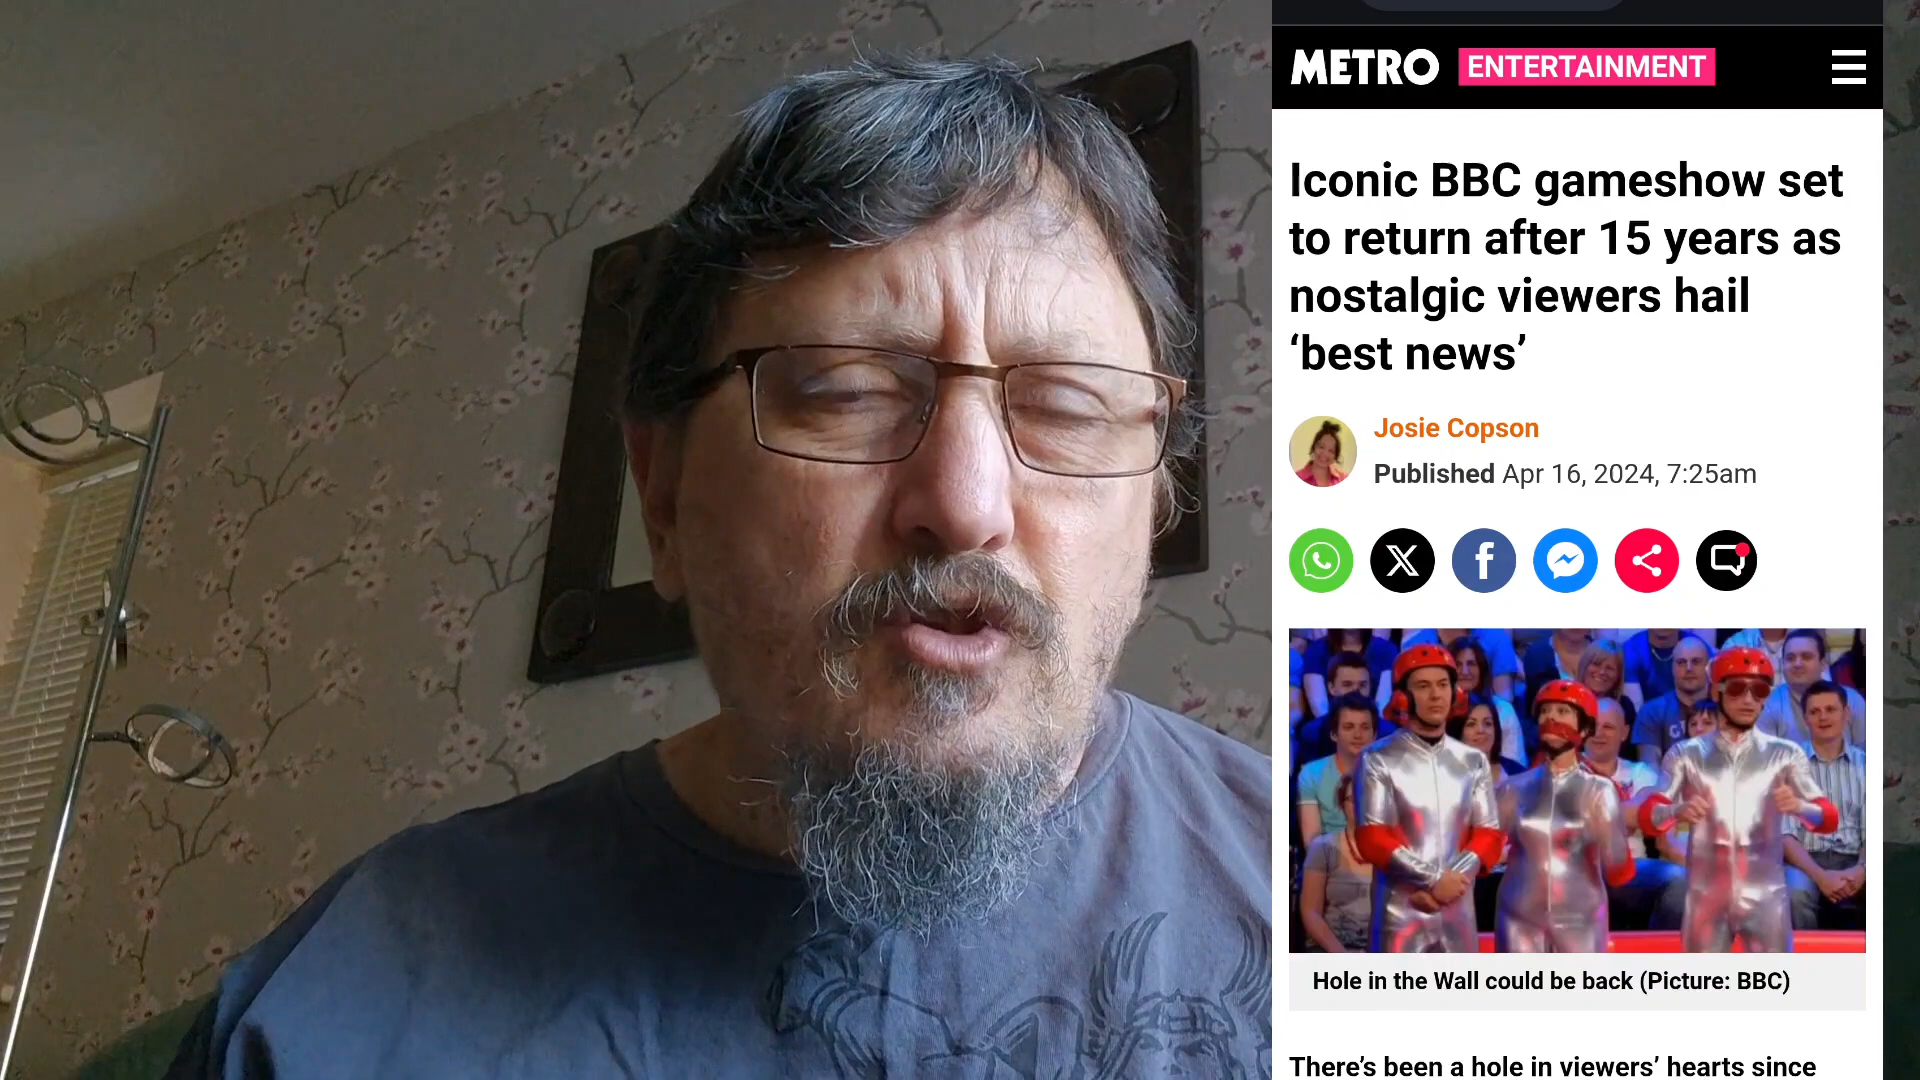 METRO ENTERTAINMENT
Iconic BBC gameshow set
to return after 15 years as
nostalgic viewers hail
‘best news’
Josie Copson
Published Apr 16, 2024, 7:25am
Hole in the Wall could be back (Picture: BBC)
There’s been a hole in viewers’ hearts since